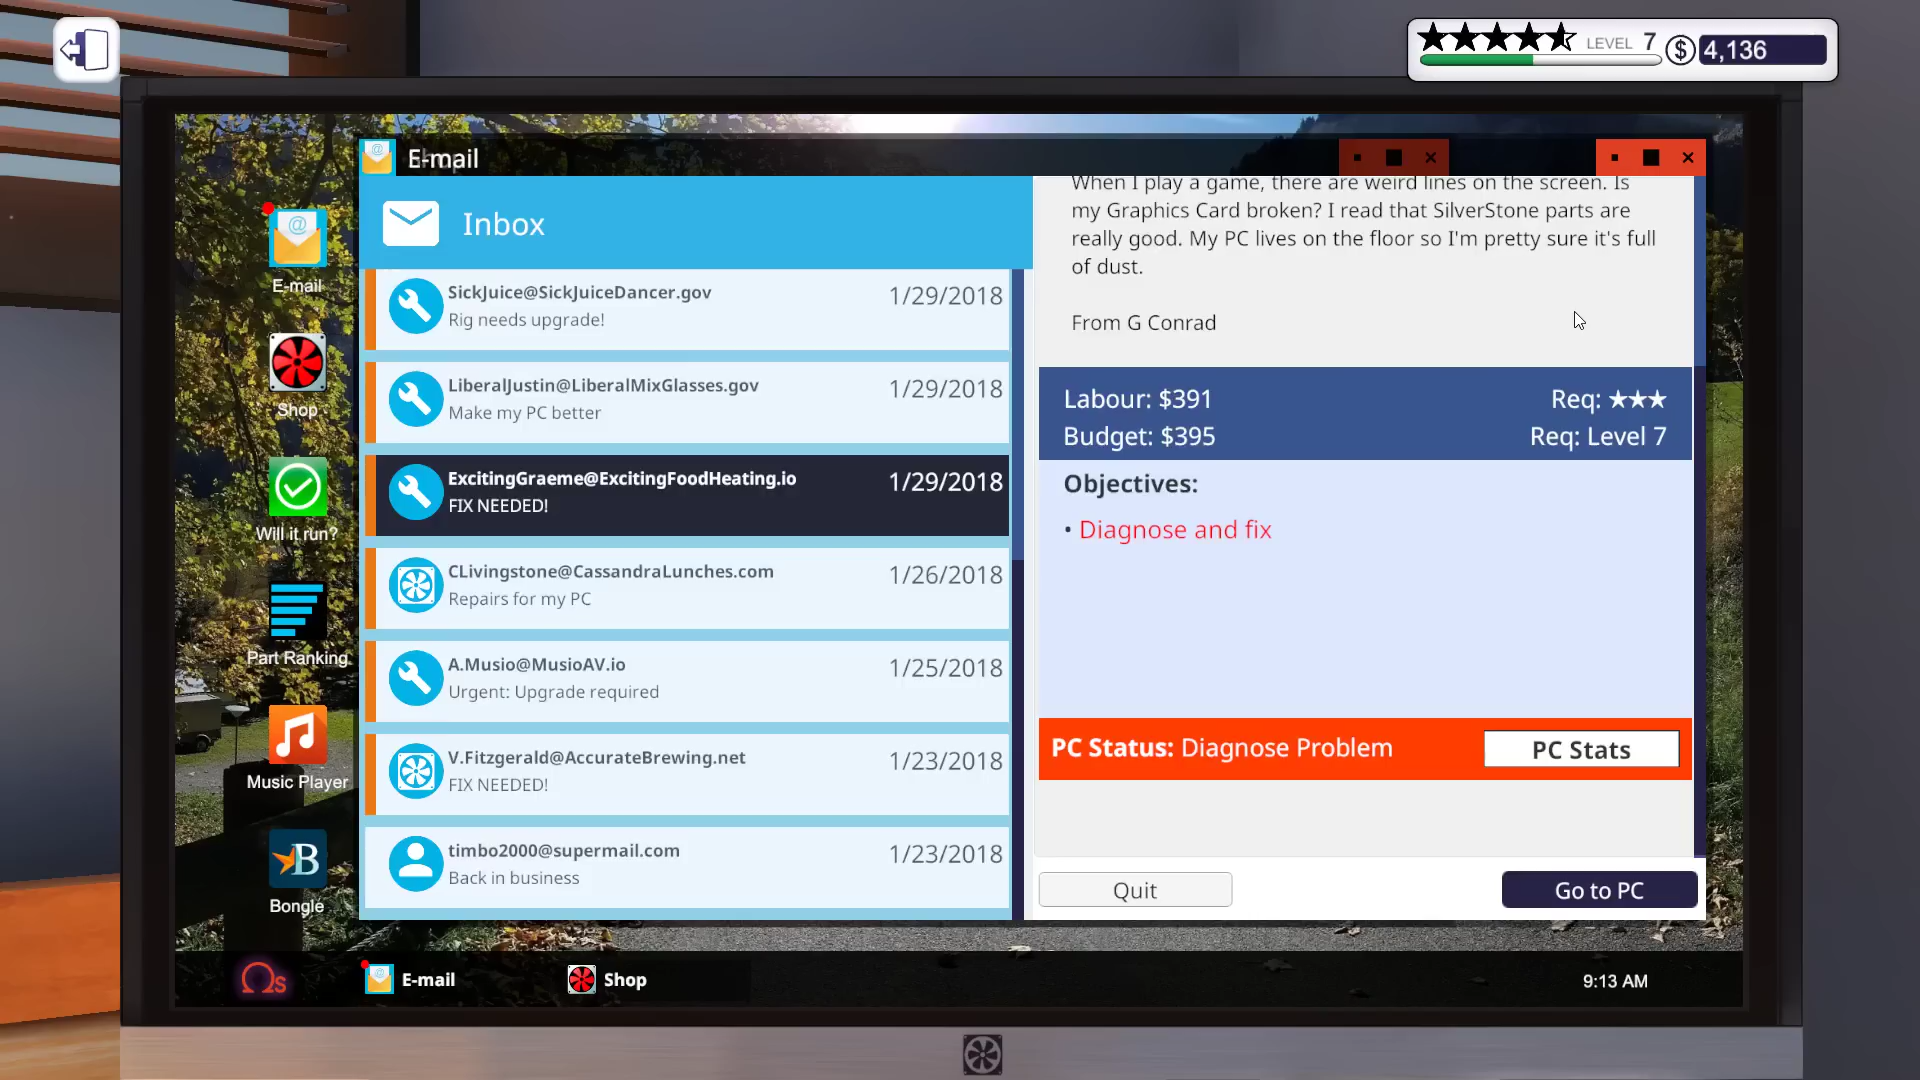 LEVEL 7
$ 4,136
E-mail
Inbox
SickJuice@SickJuiceDancer.gov 1/29/2018
Rig needs upgrade!
LiberalJustin@LiberalMixGlasses.gov 1/29/2018
Make my PC better
ExcitingGraeme@ExcitingFoodHeating.io 1/29/2018
FIX NEEDED!
CLivingstone@CassandraLunches.com 1/26/2018
Repairs for my PC
A.Musio@MusioAV.io 1/25/2018
Urgent: Upgrade required
V.Fitzgerald@AccurateBrewing.net 1/23/2018
FIX NEEDED!
timbo2000@supermail.com 1/23/2018
Back in business
When I play a game, there are weird lines on the screen. Is
my Graphics Card broken? I read that SilverStone parts are
really good. My PC lives on the floor so I'm pretty sure it's full
of dust.
From G Conrad
Labour: $391 Req: ★★★
Budget: $395 Req: Level 7
Objectives:
• Diagnose and fix
PC Status: Diagnose Problem PC Stats
Quit Go to PC
E-mail
Shop
Will it run?
Part Ranking
Music Player
B
Bongle
Ωs E-mail Shop 9:13 AM